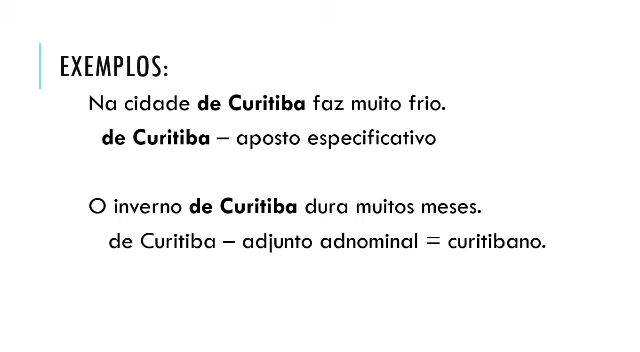 EXEMPLOS:
Na cidade de Curitiba faz muito frio.
de Curitiba – aposto especificativo
O inverno de Curitiba dura muitos meses.
de Curitiba – adjunto adnominal = curitibano.